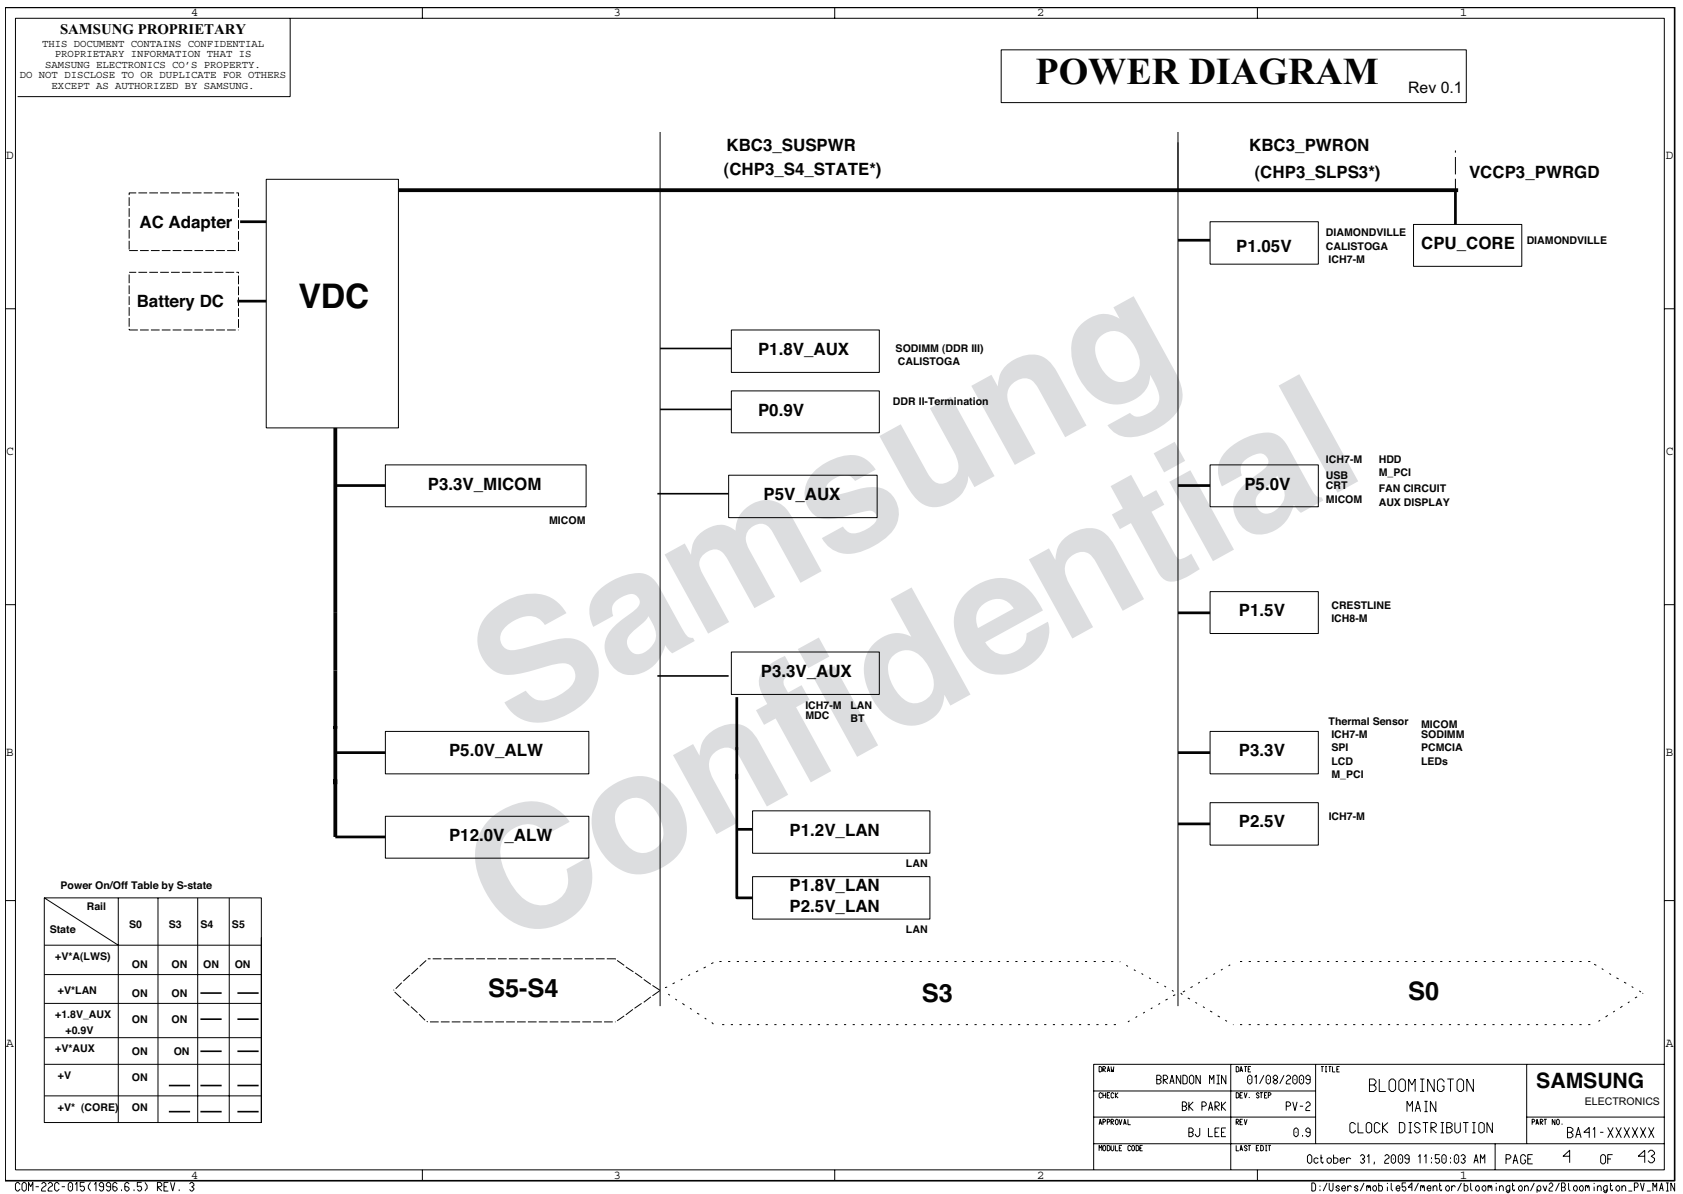 4 3 2 1
SAMSUNG PROPRIETARY
THIS DOCUMENT CONTAINS CONFIDENTIAL
PROPRIETARY INFORMATION THAT IS
SAMSUNG ELECTRONICS CO'S PROPERTY.
DO NOT DISCLOSE TO OR DUPLICATE FOR OTHERS
EXCEPT AS AUTHORIZED BY SAMSUNG.
POWER DIAGRAM Rev 0.1
D D
KBC3_SUSPWR
(CHP3_S4_STATE*)
KBC3_PWRON
(CHP3_SLPS3*)
VCCP3_PWRGD
AC Adapter
Battery DC
VDC
P1.05V
DIAMONDVILLE
CALISTOGA
ICH7-M
CPU_CORE
DIAMONDVILLE
P1.8V_AUX
SODIMM (DDR III)
CALISTOGA
P0.9V
DDR II-Termination
C C
P3.3V_MICOM
MICOM
P5V_AUX
P5.0V
ICH7-M HDD
USB M_PCI
CRT FAN CIRCUIT
MICOM AUX DISPLAY
P1.5V
CRESTLINE
ICH8-M
P3.3V_AUX
ICH7-M LAN
MDC BT
B B
P5.0V_ALW
P3.3V
Thermal Sensor MICOM
ICH7-M SODIMM
SPI PCMCIA
LCD LEDs
M_PCI
P12.0V_ALW
P1.2V_LAN
LAN
P2.5V
ICH7-M
P1.8V_LAN
P2.5V_LAN
LAN
Samsung
Confidential
Power On/Off Table by S-state
Rail
State S0 S3 S4 S5
+V*A(LWS) ON ON ON ON
+V*LAN ON ON — —
+1.8V_AUX
+0.9V ON ON — —
+V*AUX ON ON — —
+V ON — — —
+V* (CORE) ON — — —
S5-S4
S3
S0
A A
DRAW BRANDON MIN
DATE 01/08/2009
CHECK BK PARK
DEV. STEP PV-2
APPROVAL BJ LEE
REV 0.9
MODULE CODE
LAST EDIT October 31, 2009 11:50:03 AM
TITLE
BLOOMINGTON
MAIN
CLOCK DISTRIBUTION
SAMSUNG
ELECTRONICS
PART NO. BA41-XXXXXX
PAGE 4 OF 43
4 3 2 1
COM-22C-015(1996.6.5) REV. 3
D:/Users/mobile54/mentor/bloomington/pv2/Bloomington_PV_MAIN